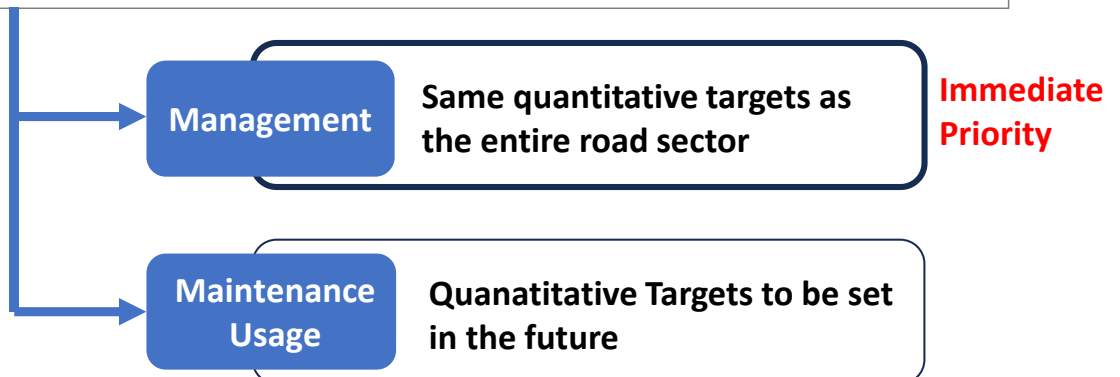 Management
Same quantitative targets as
the entire road sector
Immediate
Priority
Maintenance
Usage
Quanatitative Targets to be set
in the future